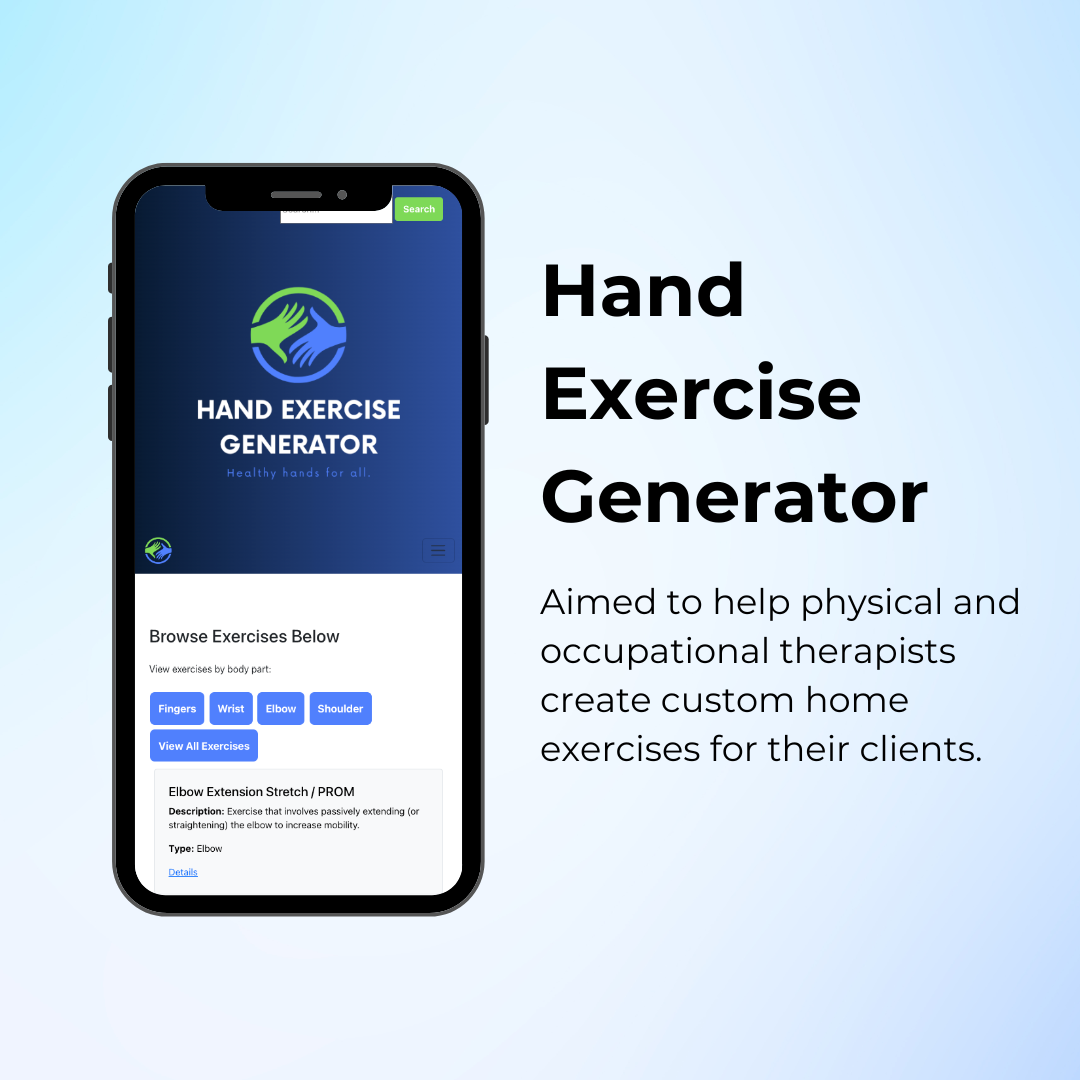 Search
HAND EXERCISE
GENERATOR
Healthy hands for all.
Browse Exercises Below
View exercises by body part:
Fingers
Wrist
Elbow
Shoulder
View All Exercises
Elbow Extension Stretch / PROM
Description: Exercise that involves passively extending (or
straightening) the elbow to increase mobility.
Type: Elbow
Details
Hand
Exercise
Generator
Aimed to help physical and
occupational therapists
create custom home
exercises for their clients.